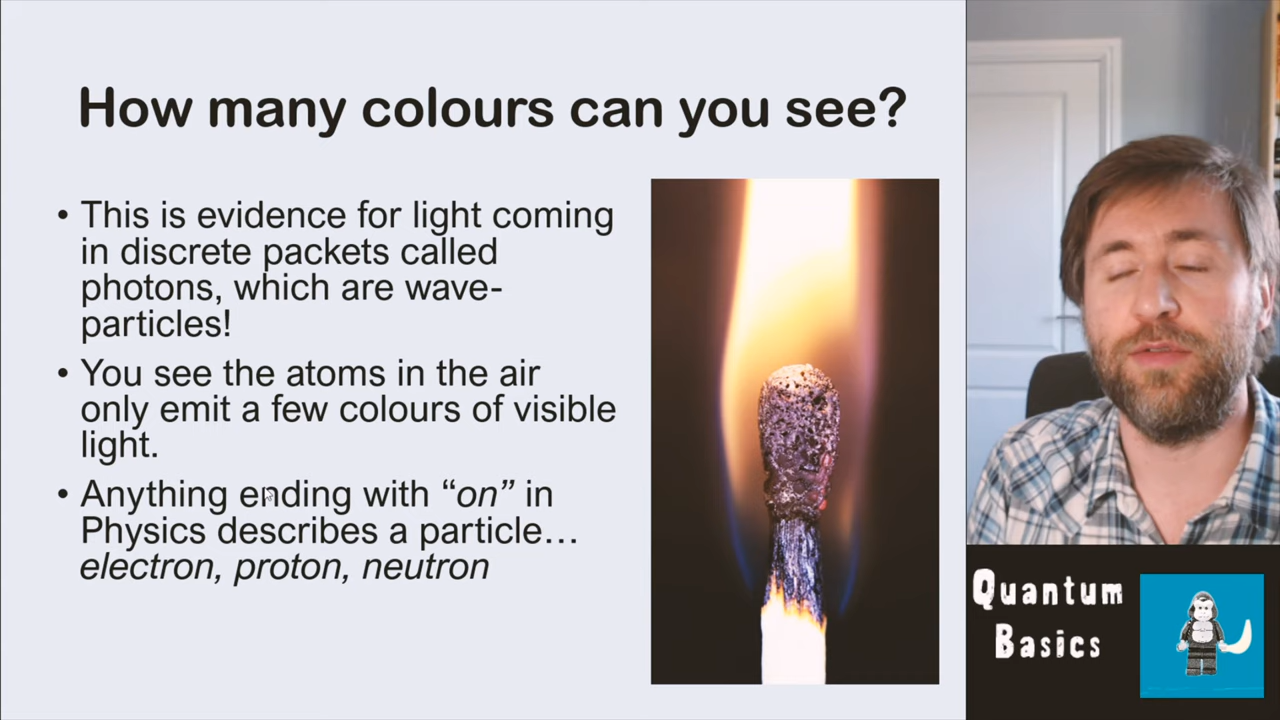 How many colours can you see?
• This is evidence for light coming
in discrete packets called
photons, which are wave-
particles!
• You see the atoms in the air
only emit a few colours of visible
light.
• Anything ending with “on” in
Physics describes a particle…
electron, proton, neutron
Quantum
Basics